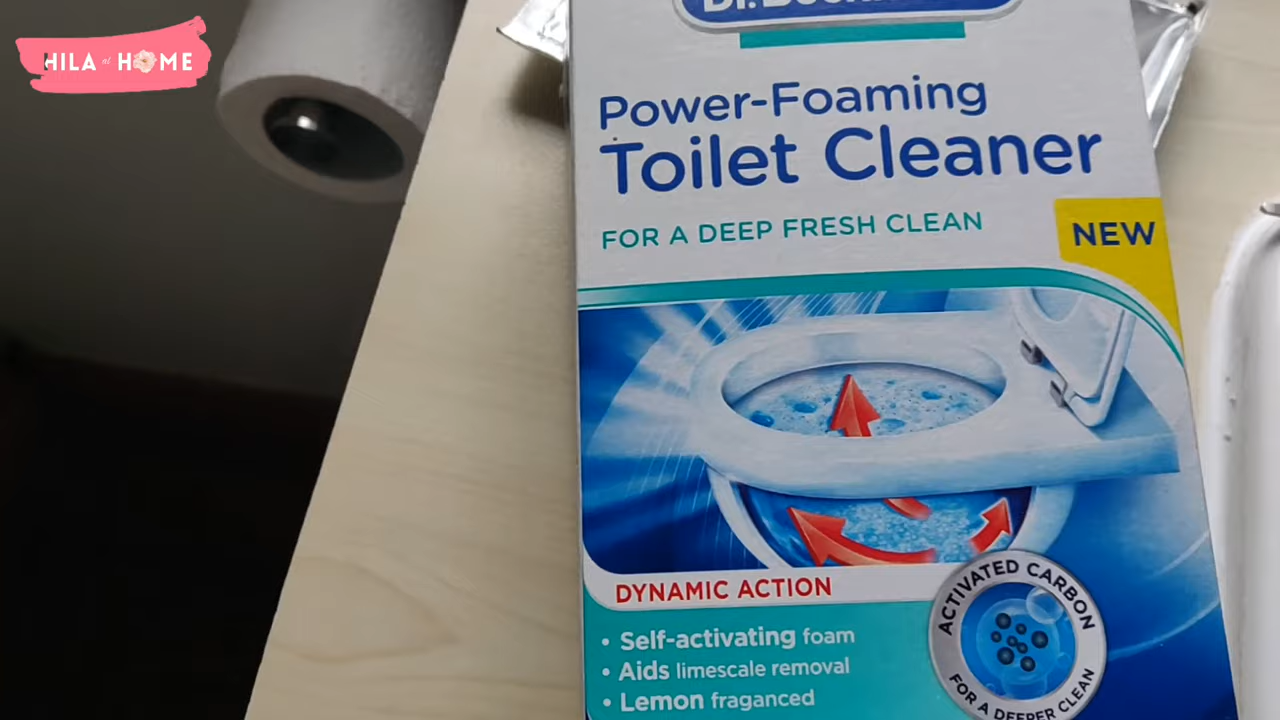 HILA at HOME
Power-Foaming
Toilet Cleaner
FOR A DEEP FRESH CLEAN
NEW
DYNAMIC ACTION
• Self-activating foam
• Aids limescale removal
• Lemon fraganced
ACTIVATED CARBON
FOR A DEEPER CLEAN